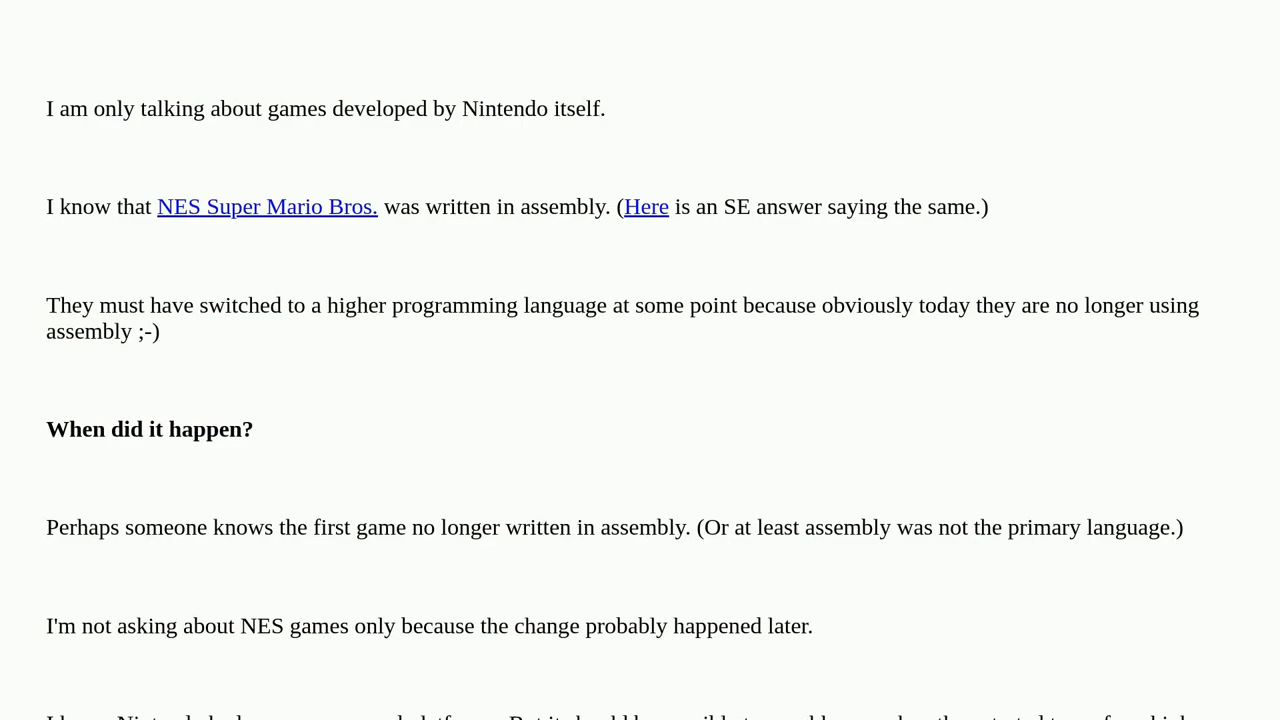 I am only talking about games developed by Nintendo itself.
I know that NES Super Mario Bros. was written in assembly. (Here is an SE answer saying the same.)
They must have switched to a higher programming language at some point because obviously today they are no longer using
assembly ;-)
When did it happen?
Perhaps someone knows the first game no longer written in assembly. (Or at least assembly was not the primary language.)
I'm not asking about NES games only because the change probably happened later.